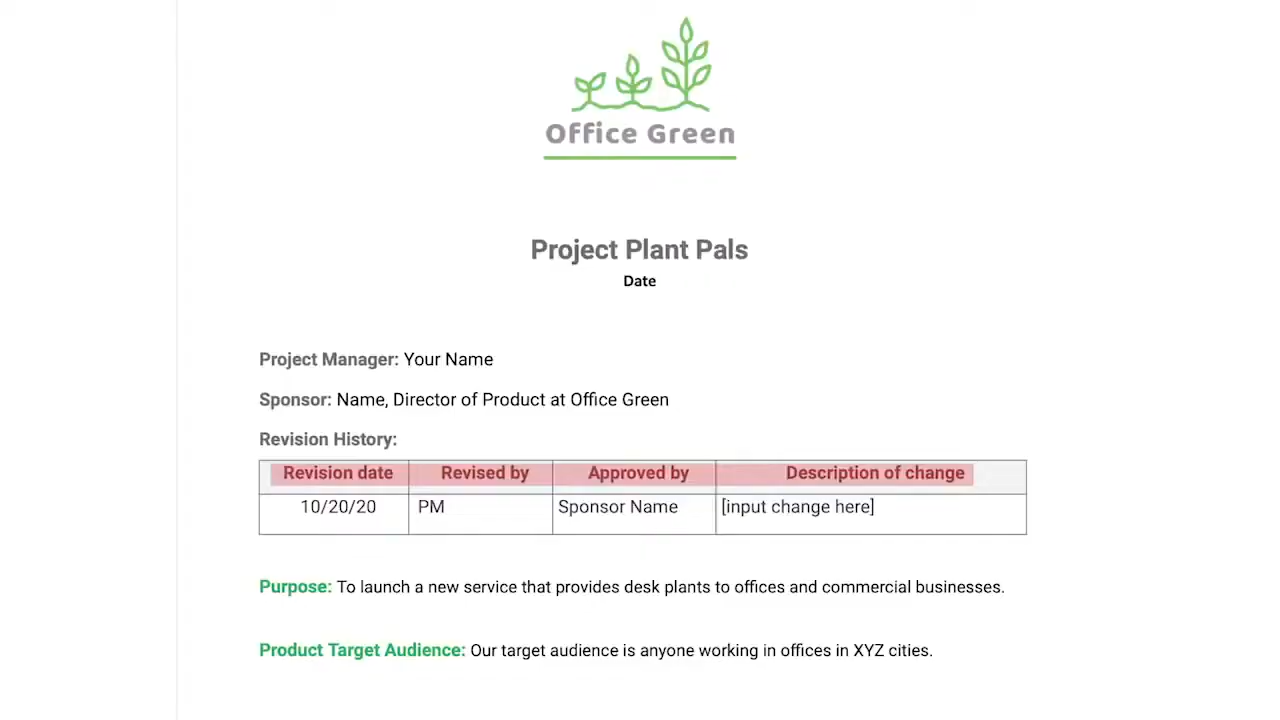 Office Green
Project Plant Pals
Date
Project Manager: Your Name
Sponsor: Name, Director of Product at Office Green
Revision History:
Revision date Revised by Approved by Description of change
10/20/20 PM Sponsor Name [input change here]
Purpose: To launch a new service that provides desk plants to offices and commercial businesses.
Product Target Audience: Our target audience is anyone working in offices in XYZ cities.